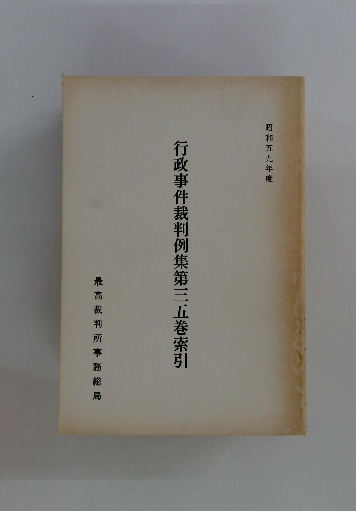 昭和五九年度
行政事件裁判例集第三五巻索引
最高裁判所事務総局